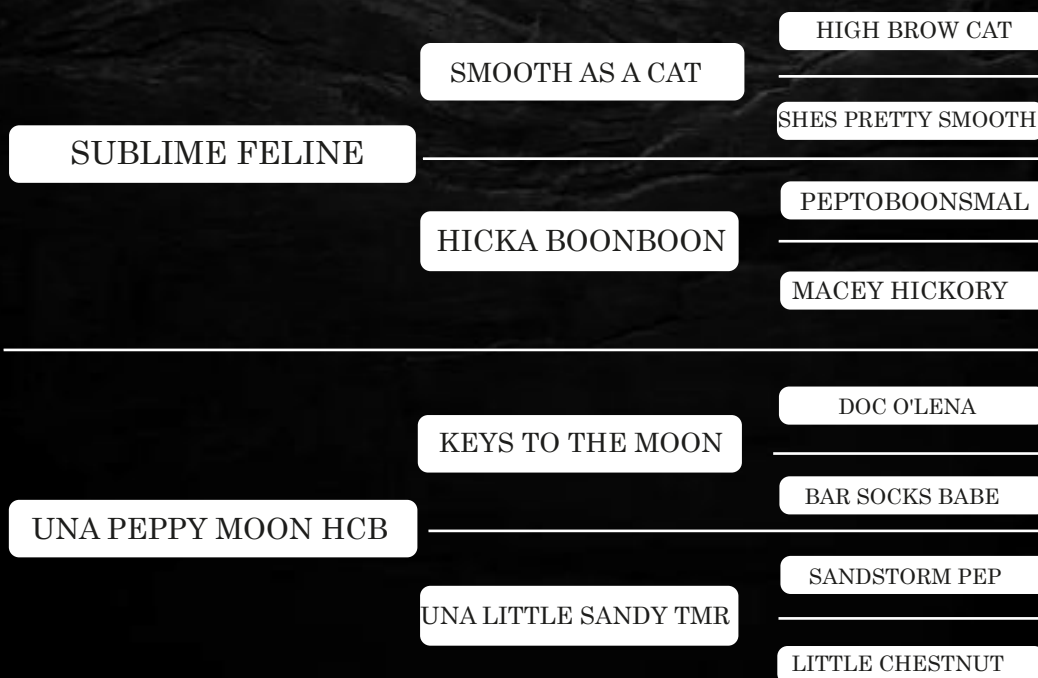 HIGH BROW CAT
SMOOTH AS A CAT
SHES PRETTY SMOOTH
SUBLIME FELINE
PEPTOBOONSMAL
HICKA BOONBOON
MACEY HICKORY
DOC O'LENA
KEYS TO THE MOON
BAR SOCKS BABE
UNA PEPPY MOON HCB
SANDSTORM PEP
UNA LITTLE SANDY TMR
LITTLE CHESTNUT